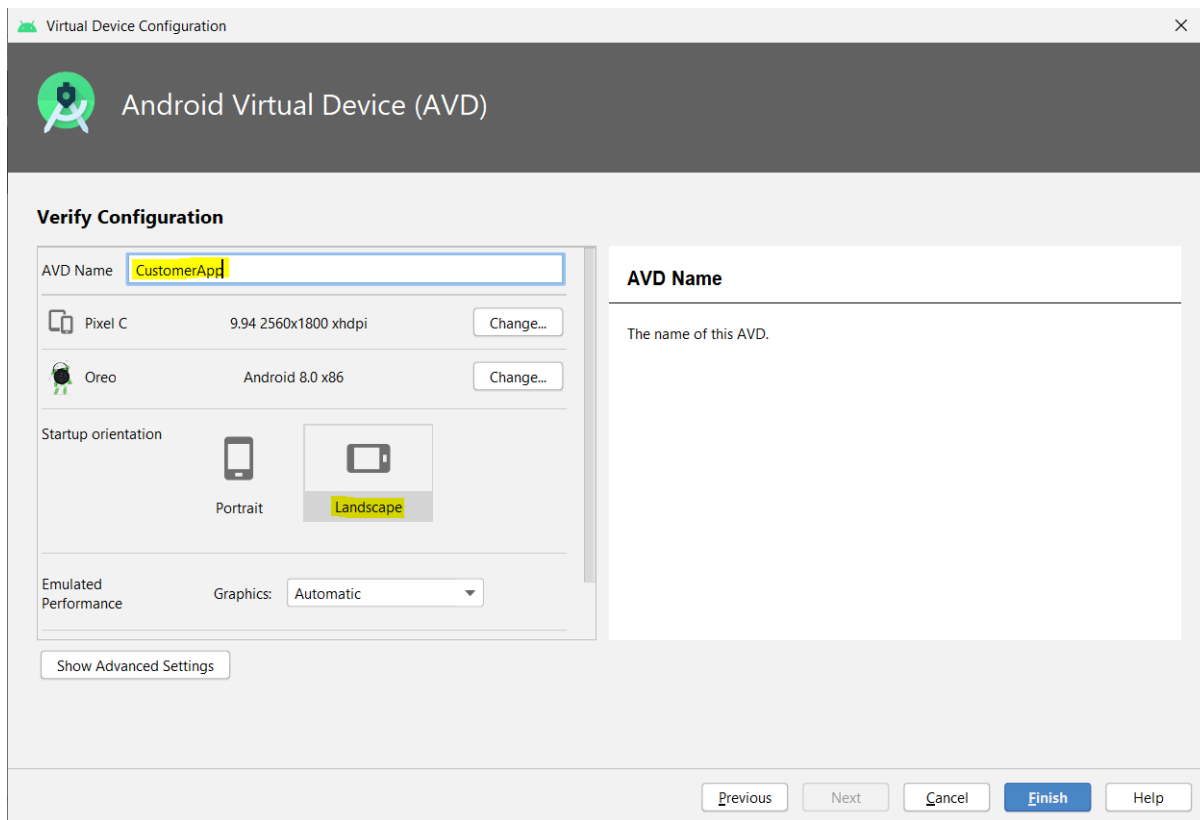 Virtual Device Configuration
Android Virtual Device (AVD)
Verify Configuration
AVD Name CustomerApp
Pixel C 9.94 2560x1800 xhdpi Change...
Oreo Android 8.0 x86 Change...
Startup orientation
Portrait Landscape
Emulated
Performance
Graphics: Automatic
Show Advanced Settings
AVD Name
The name of this AVD.
Previous Next Cancel Finish Help